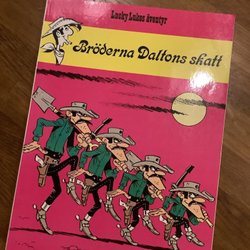 Lucky Lukes äventyr
Bröderna Daltons skatt